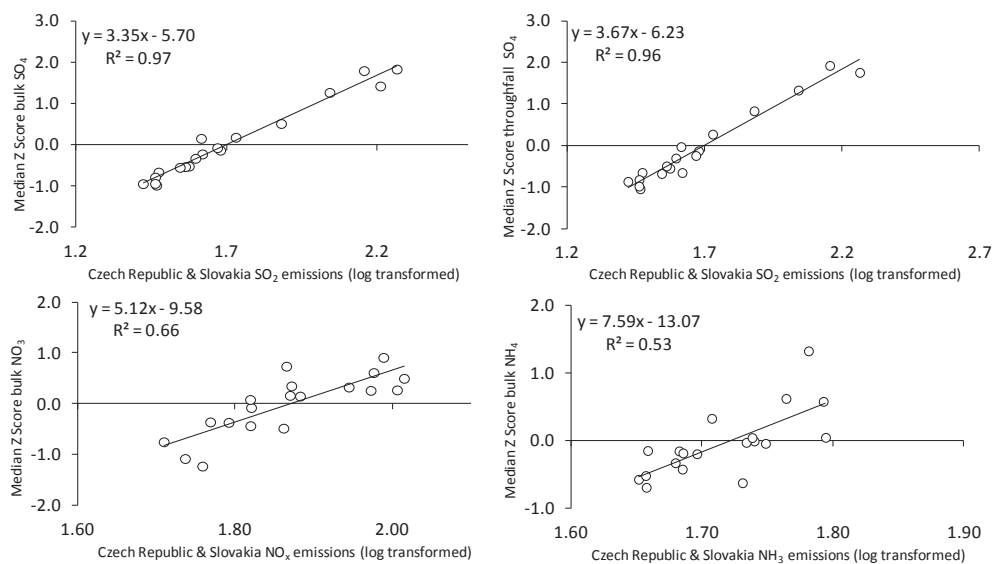 Median Z Score bulk SO₄
3.0
2.0
1.0
0.0
-1.0
-2.0
y = 3.35x - 5.70
R² = 0.97
1.2
1.7
2.2
Czech Republic & Slovakia SO₂ emissions (log transformed)
Median Z Score throughfall SO₄
3.0
2.0
1.0
0.0
-1.0
-2.0
y = 3.67x - 6.23
R² = 0.96
1.2
1.7
2.2
2.7
Czech Republic & Slovakia SO₂ emissions (log transformed)
Median Z Score bulk NO₃
2.0
1.0
0.0
-1.0
-2.0
y = 5.12x - 9.58
R² = 0.66
1.60
1.80
2.00
Czech Republic & Slovakia NOₓ emissions (log transformed)
Median Z Score bulk NH₄
2.0
1.0
0.0
-1.0
y = 7.59x - 13.07
R² = 0.53
1.60
1.70
1.80
1.90
Czech Republic & Slovakia NH₃ emissions (log transformed)